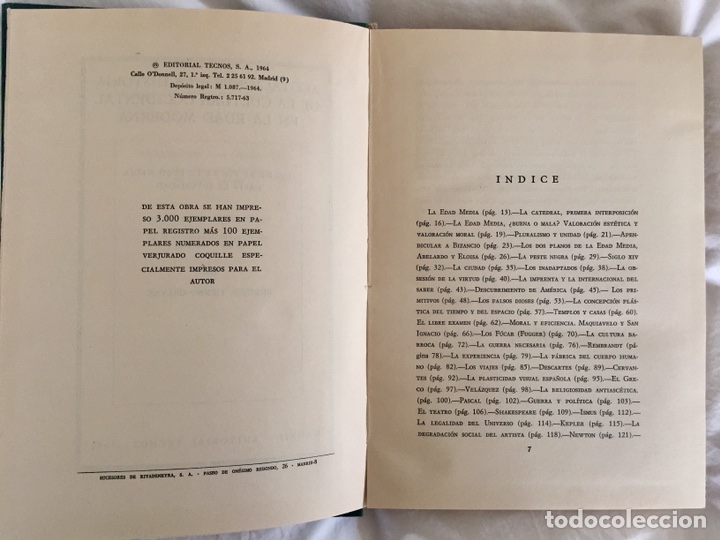 © EDITORIAL TECNOS, S. A., 1964
Calle O'Donnell, 27, 1.º izq. Tel. 2 25 61 92. Madrid (9)
Depósito legal: M 1.087.—1964.
Número Registro.: 5.717-63
DE ESTA OBRA SE HAN IMPRE-
SO 3.000 EJEMPLARES EN PA-
PEL REGISTRO MÁS 100 EJEM-
PLARES NUMERADOS EN PAPEL
VERJURADO COQUILLE ESPE-
CIALMENTE IMPRESOS PARA EL
AUTOR
SUCESORES DE RIVADENEYRA, S. A. - PASEO DE ONÉSIMO REDONDO, 26 - MADRID-8
INDICE
La Edad Media (pág. 13).—La catedral, primera interposición
(pág. 16).—La Edad Media, ¿buena o mala? Valoración estética y
valoración moral (pág. 19).—Pluralismo y unidad (pág. 21).—Apen-
dicular a Bizancio (pág. 23).—Los dos planos de la Edad Media,
Abelardo y Eloísa (pág. 26).—La peste negra (pág. 29).—Siglo XIV
(pág. 32).—La ciudad (pág. 35).—Los inadaptados (pág. 38).—La ob-
sesión de la virtud (pág. 40).—La imprenta y la internacional del
saber (pág. 43).—Descubrimiento de América (pág. 45).— Los pri-
mitivos (pág. 48).—Los falsos dioses (pág. 53).—La concepción plás-
tica del tiempo y del espacio (pág. 57).—Templos y casas (pág. 60).
El libre examen (pág. 62).—Moral y eficiencia. Maquiavelo y San
Ignacio (pág. 66).—Los Fúcar (Fugger) (pág. 70).—La cultura ba-
rroca (pág. 72).—La guerra necesaria (pág. 76).—Rembrandt (pá-
gina 78).—La experiencia (pág. 79).—La fábrica del cuerpo huma-
no (pág. 82).—Los viajes (pág. 85).—Descartes (pág. 89).—Cervan-
tes (pág. 92).—La plasticidad visual española (pág. 95).—El Gre-
co (pág. 97).—Velázquez (pág. 98).—La religiosidad antiascética.
(pág. 100).—Pascal (pág. 102).—Guerra y política (pág. 103).—
El teatro (pág. 106).—Shakespeare (pág. 109).—Ismus (pág. 112).—
La legalidad del Universo (pág. 114).—Kepler (pág. 115).—La
degradación social del artista (pág. 118).—Newton (pág. 121).—
7
todocoleccion